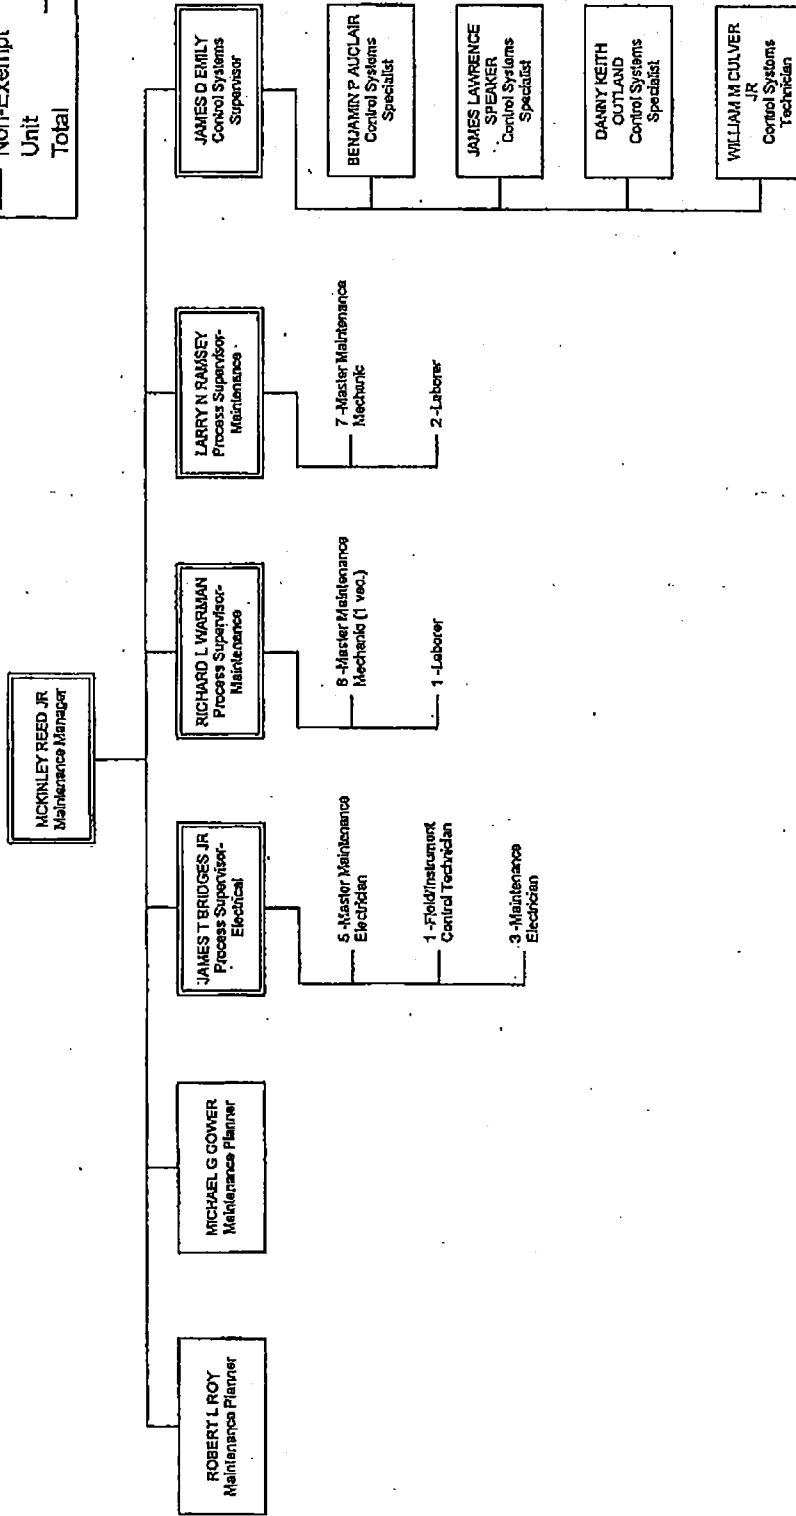 Non-Exempt
Unit
Total
MCKINLEY REED JR
Maintenance Manager
ROBERT L ROY
Maintenance Planner
MICHAEL G GOWER
Maintenance Planner
JAMES T BRIDGES JR
Process Supervisor-
Electrical
RICHARD L WARMAN
Process Supervisor-
Maintenance
LARRY N RAMSEY
Process Supervisor-
Maintenance
JAMES D EMILY
Control Systems
Supervisor
5 -Master Maintenance
Electrician
1 -Field/Instrument
Control Technician
3 -Maintenance
Electrician
-Master Maintenance
Mechanic (1 vac.)
1 -Laborer
7 -Master Maintenance
Mechanic
2 -Laborer
BENJAMIN P AUCLAIR
Control Systems
Specialist
JAMES LAWRENCE
SPEAKER
Control Systems
Specialist
DANNY KEITH
OUTLAND
Control Systems
Specialist
WILLIAM M CULVER
JR
Control Systems
Technician